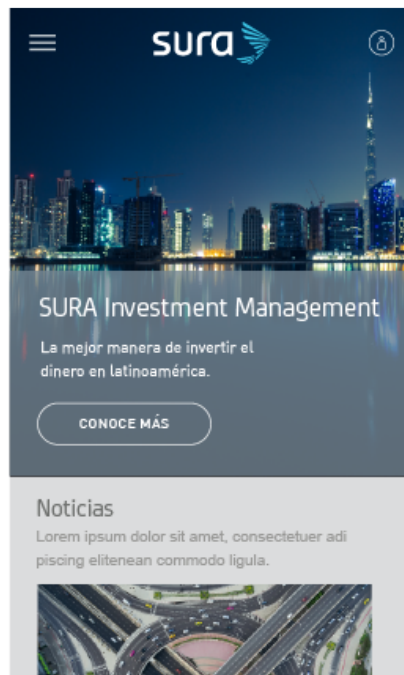 sura
SURA Investment Management
La mejor manera de invertir el
dinero en latinoamérica.
CONOCE MÁS
Noticias
Lorem ipsum dolor sit amet, consectetuer adi
piscing elitenean commodo ligula.